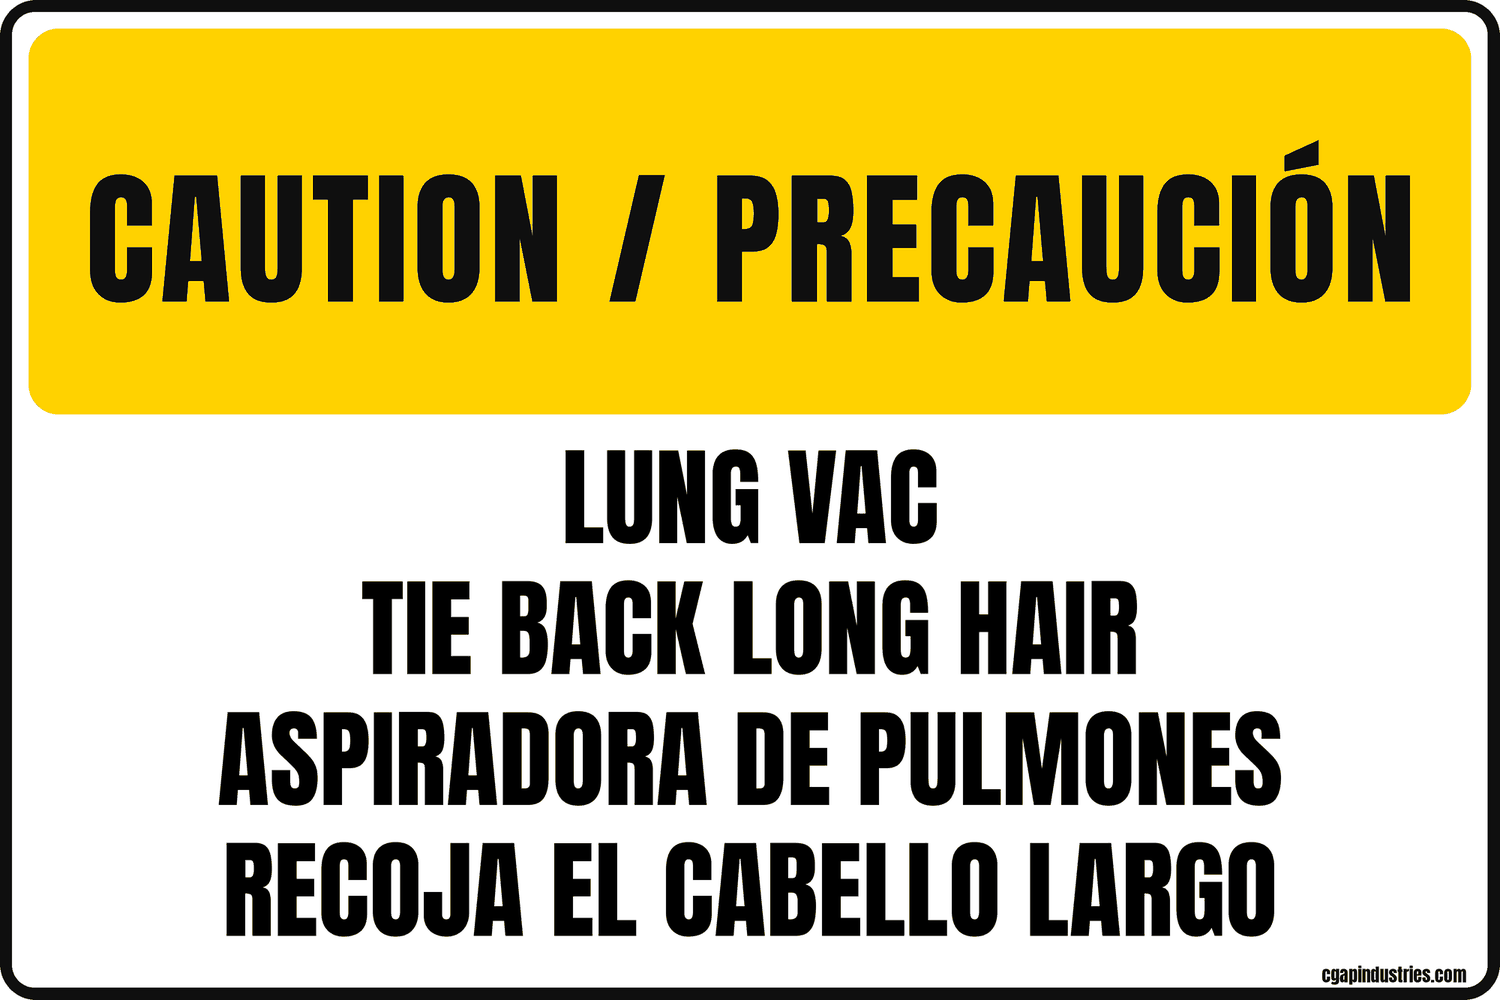 CAUTION / PRECAUCIÓN
LUNG VAC
TIE BACK LONG HAIR
ASPIRADORA DE PULMONES
RECOJA EL CABELLO LARGO
cgapindustries.com